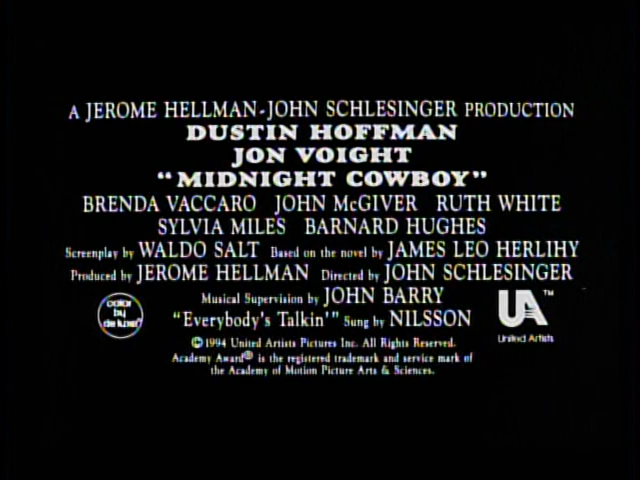 A JEROME HELLMAN-JOHN SCHLESINGER PRODUCTION
DUSTIN HOFFMAN
JON VOIGHT
"MIDNIGHT COWBOY"
BRENDA VACCARO JOHN McGIVER RUTH WHITE
SYLVIA MILES BARNARD HUGHES
Screenplay by WALDO SALT Based on the novel by JAMES LEO HERLIHY
Produced by JEROME HELLMAN Directed by JOHN SCHLESINGER
Musical Supervision by JOHN BARRY
"Everybody's Talkin'" Sung by NILSSON
color by deluxe®
UA™
United Artists
©1994 United Artists Pictures Inc. All Rights Reserved.
Academy Award® is the registered trademark and service mark of
the Academy of Motion Picture Arts & Sciences.